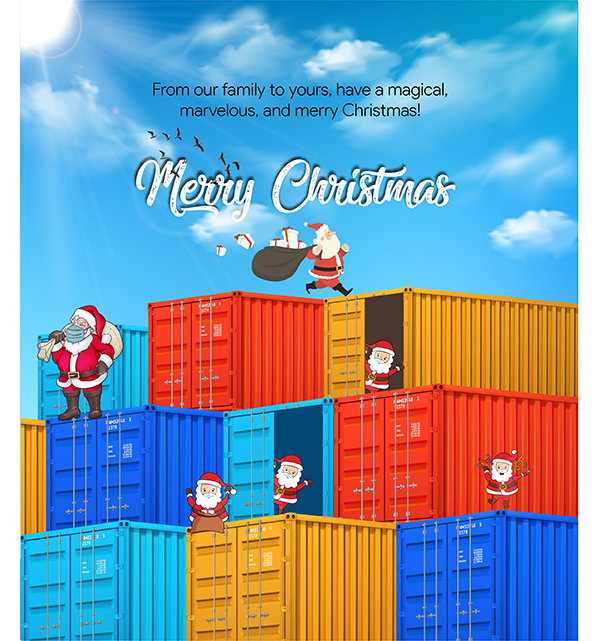 From our family to yours, have a magical,
marvelous, and merry Christmas!
Merry Christmas